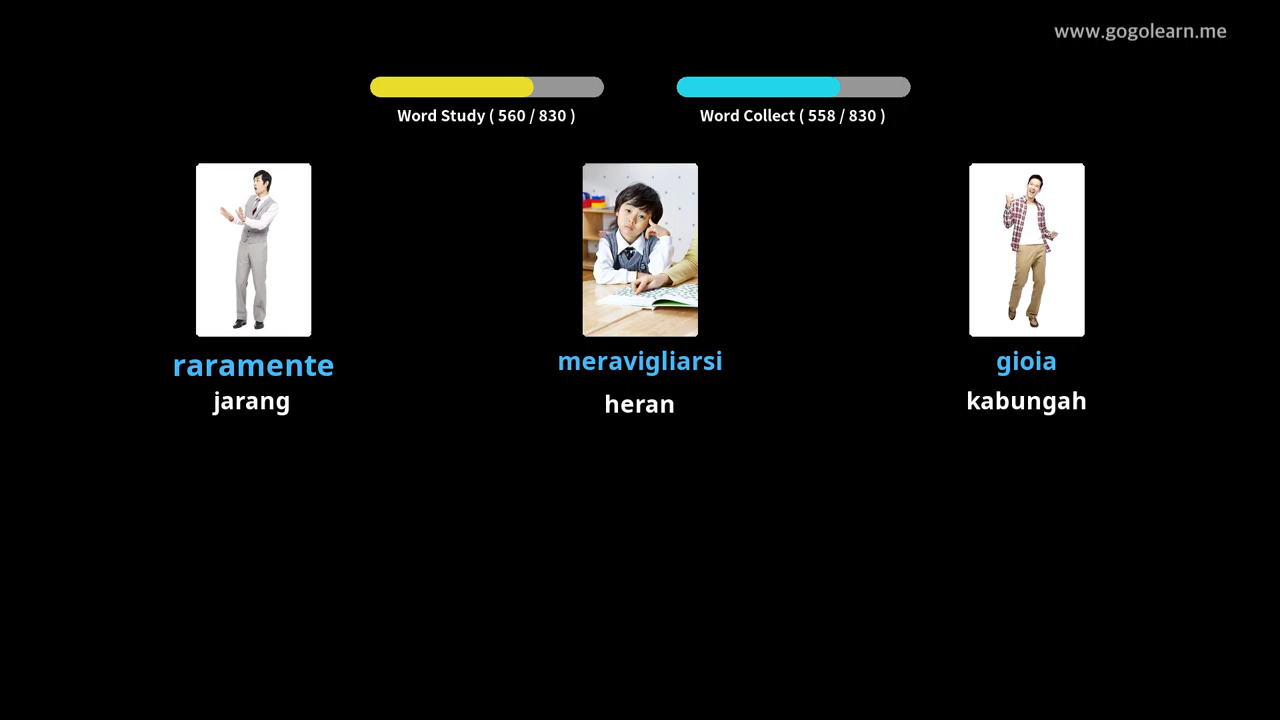 www.gogolearn.me
Word Study ( 560 / 830 )
Word Collect ( 558 / 830 )
raramente
jarang
meravigliarsi
heran
gioia
kabungah